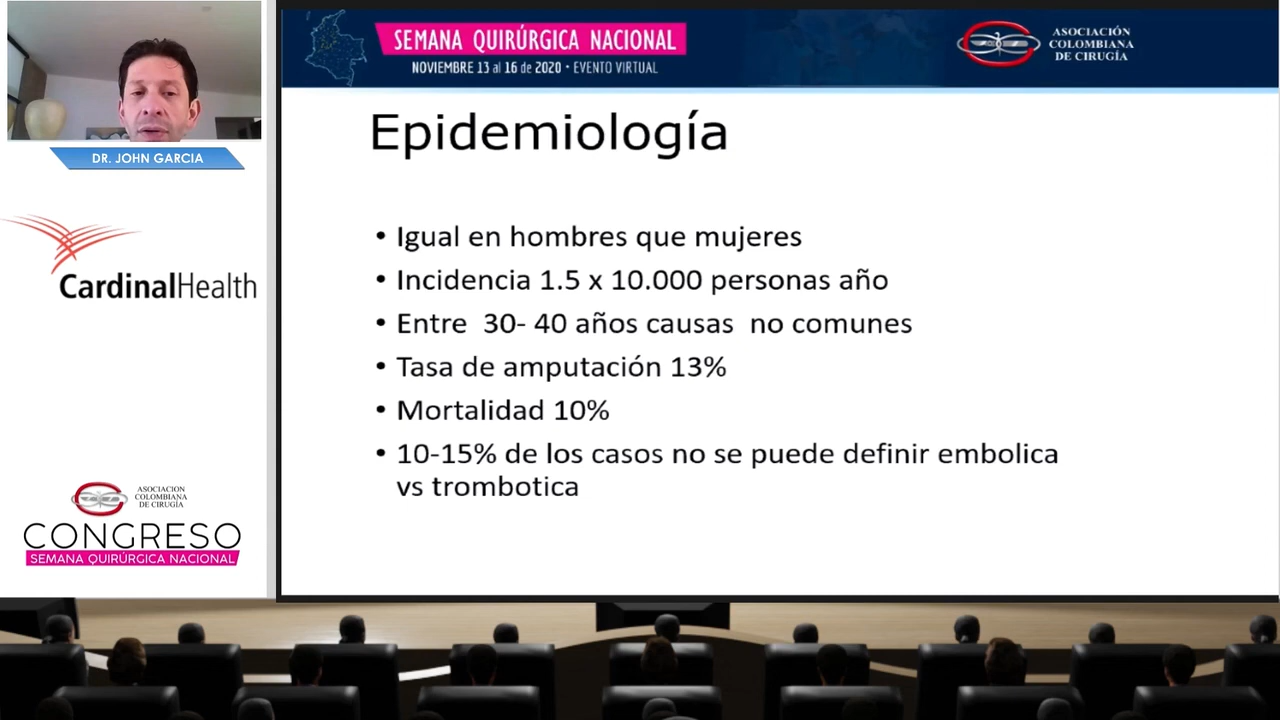 SEMANA QUIRÚRGICA NACIONAL
NOVIEMBRE 13 al 16 de 2020 • EVENTO VIRTUAL
ASOCIACIÓN
COLOMBIANA
DE CIRUGÍA
DR. JOHN GARCIA
CardinalHealth
ASOCIACION
COLOMBIANA
DE CIRUGÍA
CONGRESO
SEMANA QUIRÚRGICA NACIONAL
Epidemiología
• Igual en hombres que mujeres
• Incidencia 1.5 x 10.000 personas año
• Entre 30- 40 años causas no comunes
• Tasa de amputación 13%
• Mortalidad 10%
• 10-15% de los casos no se puede definir embolica
vs trombotica